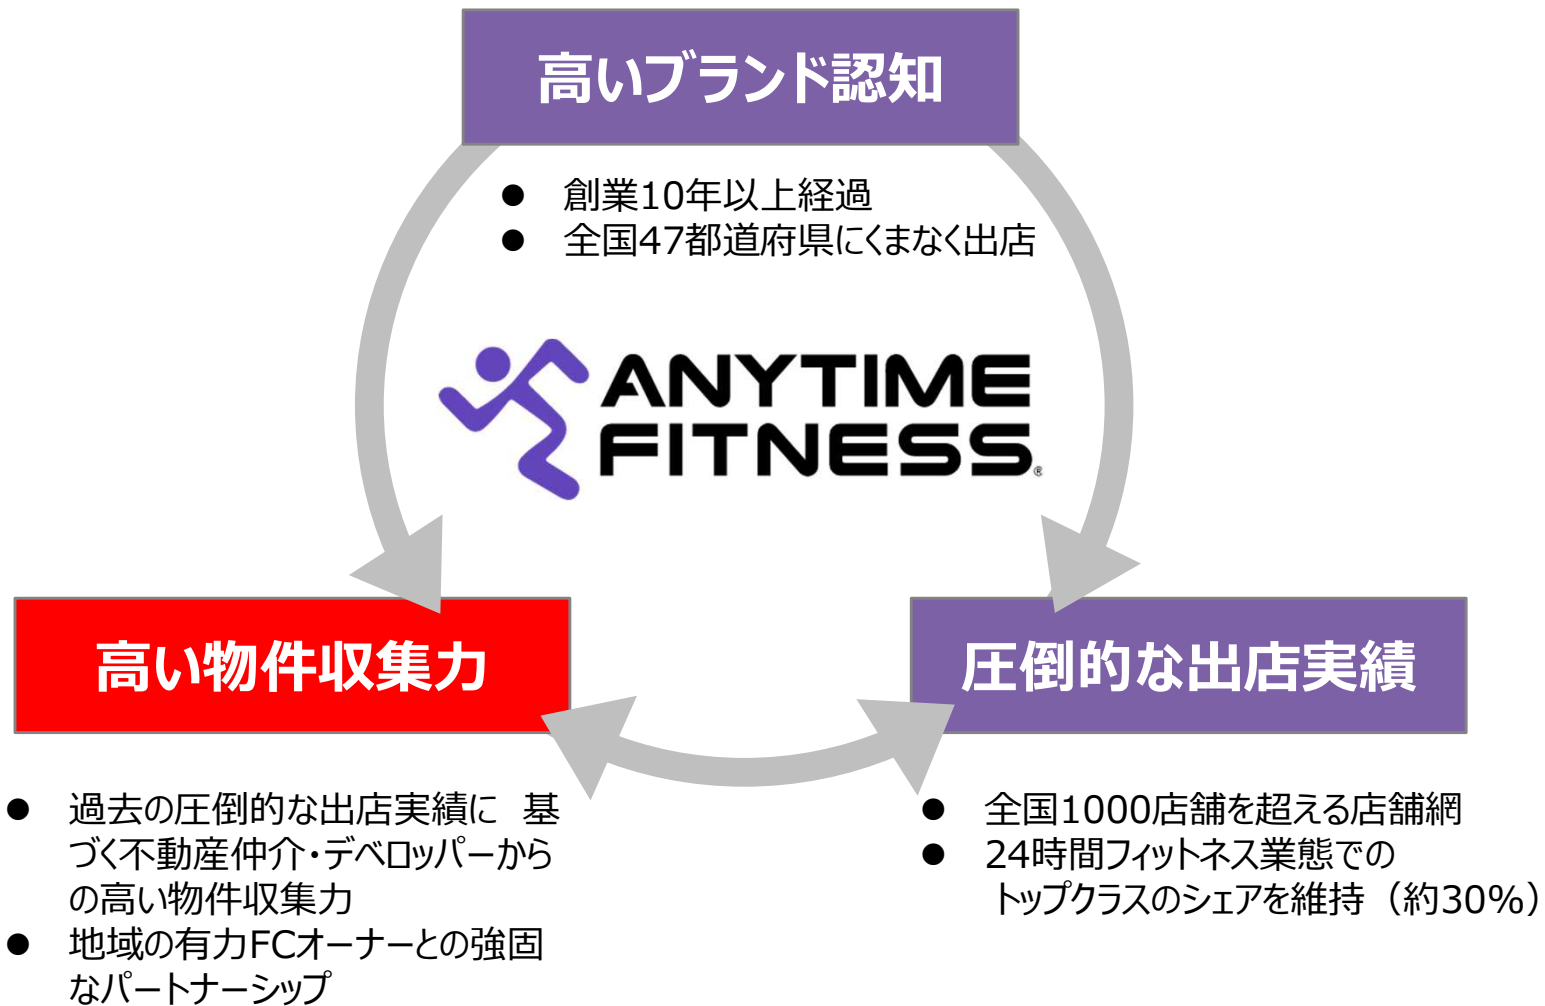 高いブランド認知
● 創業10年以上経過
● 全国47都道府県にくまなく出店
ANYTIME
FITNESS®
高い物件収集力
圧倒的な出店実績
● 過去の圧倒的な出店実績に 基
づく不動産仲介・デベロッパーから
の高い物件収集力
● 地域の有力FCオーナーとの強固
なパートナーシップ
● 全国1000店舗を超える店舗網
● 24時間フィットネス業態での
トップクラスのシェアを維持（約30%）